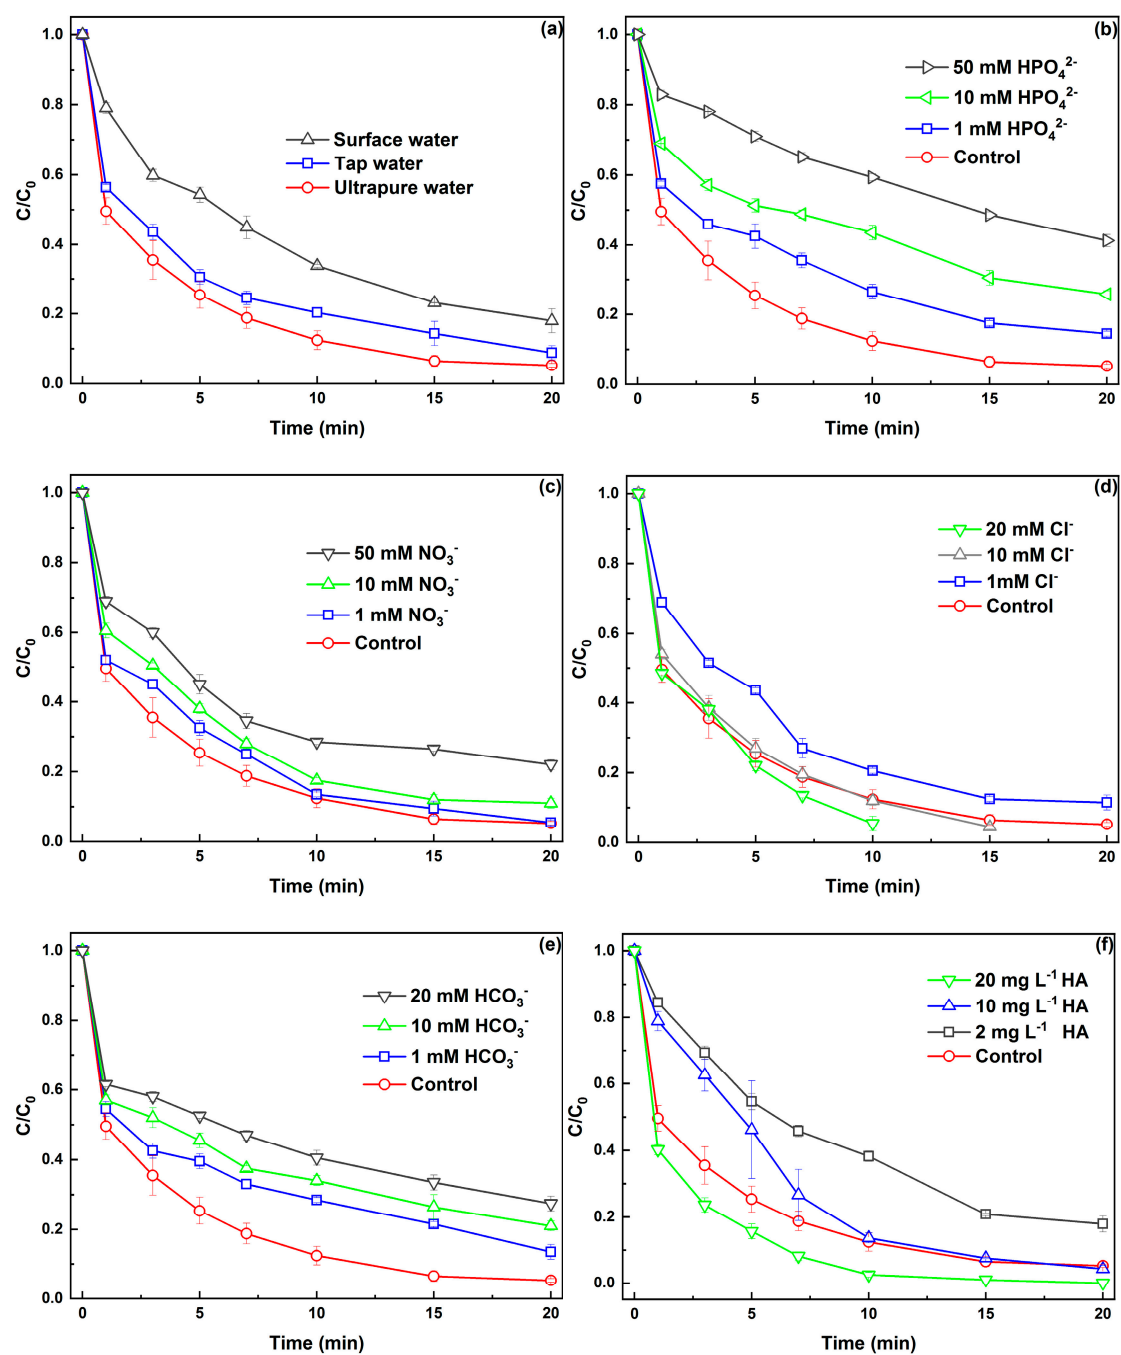 (a)
1.0
0.8
0.6
0.4
0.2
0.0
C/C₀
Surface water
Tap water
Ultrapure water
0 5 10 15 20
Time (min)
(b)
1.0
0.8
0.6
0.4
0.2
0.0
C/C₀
50 mM HPO₄²⁻
10 mM HPO₄²⁻
1 mM HPO₄²⁻
Control
0 5 10 15 20
Time (min)
(c)
1.0
0.8
0.6
0.4
0.2
0.0
C/C₀
50 mM NO₃⁻
10 mM NO₃⁻
1 mM NO₃⁻
Control
0 5 10 15 20
Time (min)
(d)
1.0
0.8
0.6
0.4
0.2
0.0
C/C₀
20 mM Cl⁻
10 mM Cl⁻
1mM Cl⁻
Control
0 5 10 15 20
Time (min)
(e)
1.0
0.8
0.6
0.4
0.2
0.0
C/C₀
20 mM HCO₃⁻
10 mM HCO₃⁻
1 mM HCO₃⁻
Control
0 5 10 15 20
Time (min)
(f)
1.0
0.8
0.6
0.4
0.2
0.0
C/C₀
20 mg L⁻¹ HA
10 mg L⁻¹ HA
2 mg L⁻¹ HA
Control
0 5 10 15 20
Time (min)